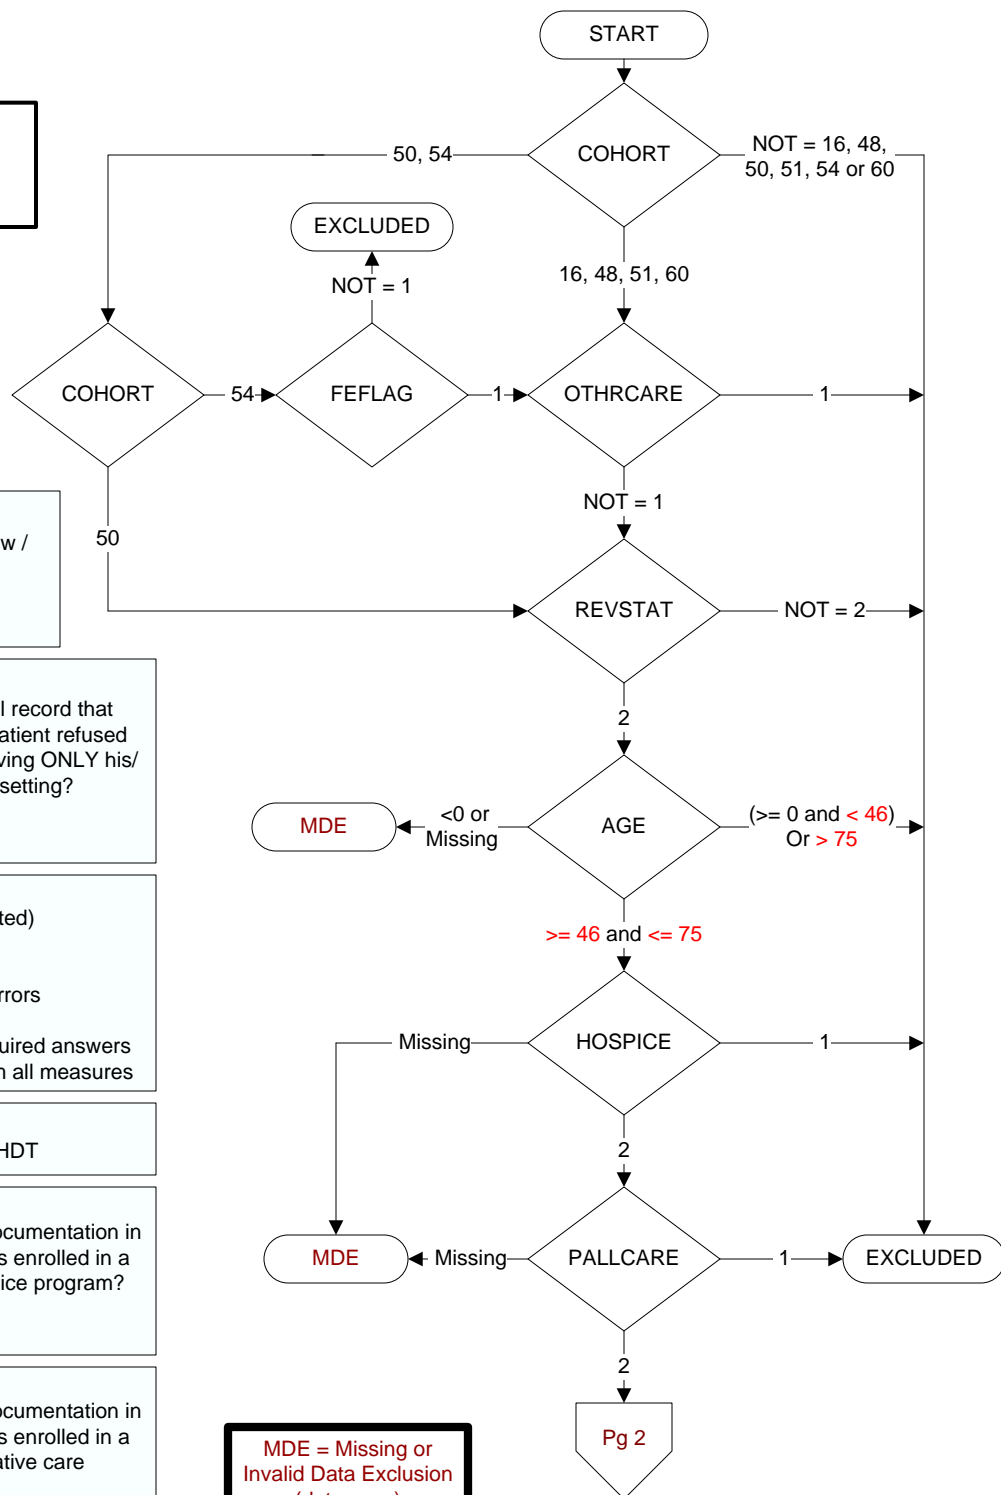 START
COHORT
50, 54
NOT = 16, 48,
50, 51, 54 or 60
EXCLUDED
NOT = 1
16, 48, 51, 60
COHORT
54
FEFLAG
1
OTHRCARE
1
NOT = 1
50
REVSTAT
NOT = 2
2
MDE
<0 or
Missing
AGE
(>= 0 and < 46)
Or > 75
>= 46 and <= 75
Missing
HOSPICE
1
2
MDE
Missing
PALLCARE
1
EXCLUDED
2
Pg 2
w /
l record that
atient refused
ving ONLY his/
setting?
ted)
rrors
uired answers
n all measures
HDT
ocumentation in
s enrolled in a
ice program?
ocumentation in
s enrolled in a
ative care
MDE = Missing or
Invalid Data Exclusion